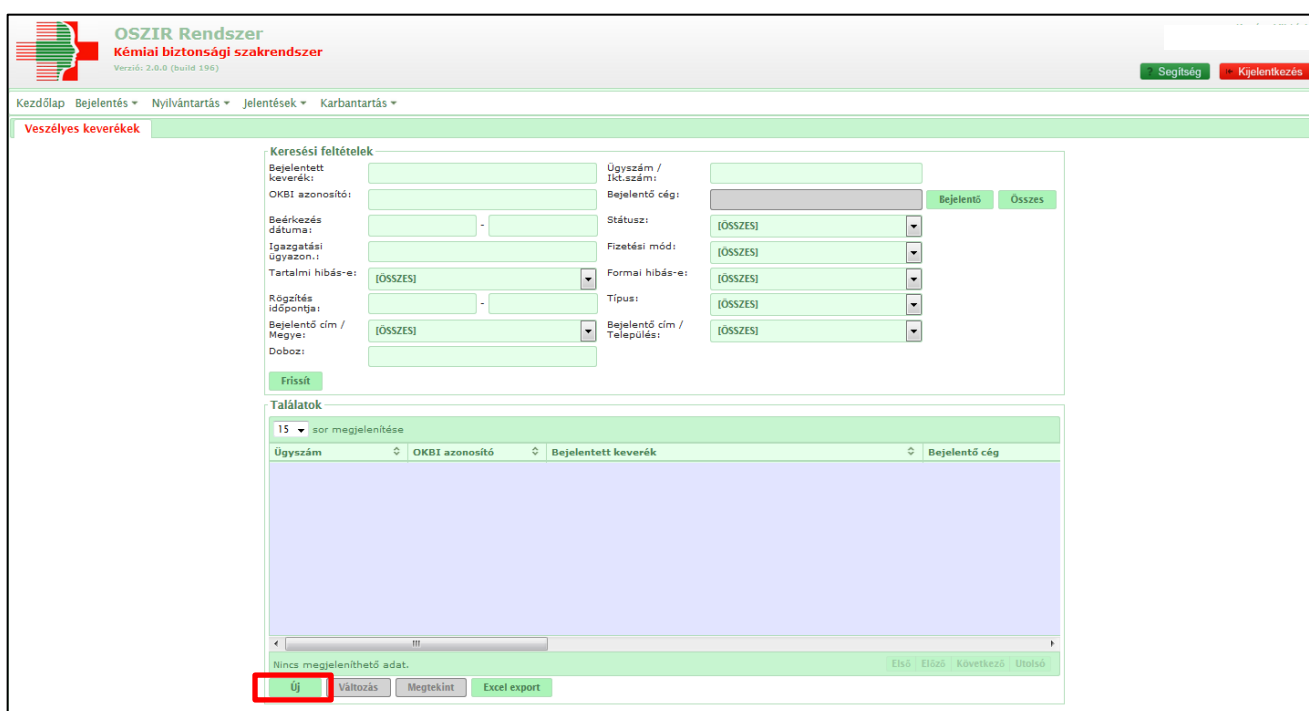 OSZIR Rendszer
Kémiai biztonsági szakrendszer
Verzió: 2.0.0 (build 196)
? Segítség
Kijelentkezés
Kezdőlap Bejelentés Nyilvántartás Jelentések Karbantartás
Veszélyes keverékek
Keresési feltételek
Bejelentett keverék:
Ügyszám / Ikt.szám:
OKBI azonosító:
Bejelentő cég:
Bejelentő
Összes
Beérkezés dátuma:
-
Státusz:
[ÖSSZES]
Igazgatási ügyazon.:
Fizetési mód:
[ÖSSZES]
Tartalmi hibás-e:
[ÖSSZES]
Formai hibás-e:
[ÖSSZES]
Rögzítés időpontja:
-
Típus:
[ÖSSZES]
Bejelentő cím / Megye:
[ÖSSZES]
Bejelentő cím / Település:
[ÖSSZES]
Doboz:
Frissít
Találatok
15 sor megjelenítése
Ügyszám OKBI azonosító Bejelentett keverék Bejelentő cég
Nincs megjeleníthető adat.
Első Előző Következő Utolsó
Új Változás Megtekint Excel export